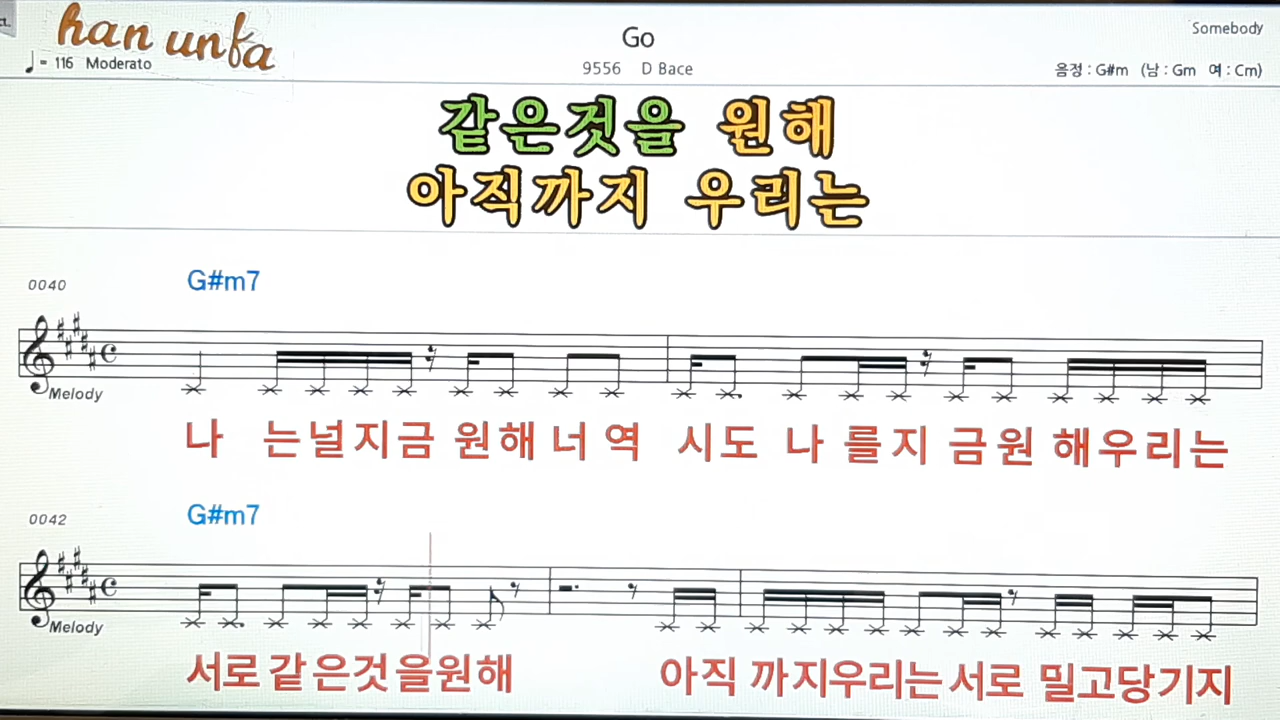 han unfa
Go
Somebody
♩ = 116 Moderato
9556 D Bace
음정 : G#m (남 : Gm 여 : Cm)
같은것을 원해
아직까지 우리는
0040
G#m7
Melody
나 는널지금 원해 너 역 시도 나 를지 금원 해우리는
0042
G#m7
Melody
서로같은것을원해 아직 까지우리는서로 밀고당기지